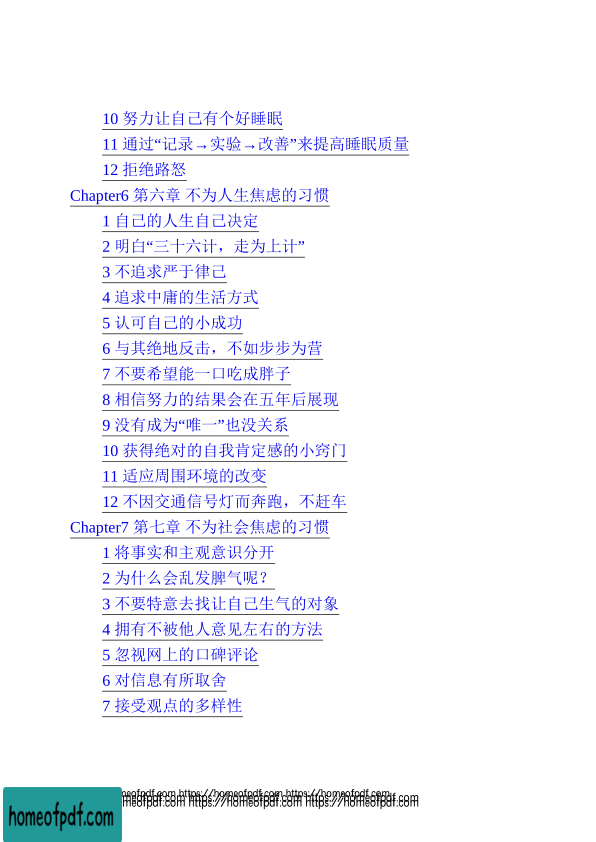 10 努力让自己有个好睡眠
11 通过“记录→实验→改善”来提高睡眠质量
12 拒绝路怒
Chapter6 第六章 不为人生焦虑的习惯
1 自己的人生自己决定
2 明白“三十六计，走为上计”
3 不追求严于律己
4 追求中庸的生活方式
5 认可自己的小成功
6 与其绝地反击，不如步步为营
7 不要希望能一口吃成胖子
8 相信努力的结果会在五年后展现
9 没有成为“唯一”也没关系
10 获得绝对的自我肯定感的小窍门
11 适应周围环境的改变
12 不因交通信号灯而奔跑，不赶车
Chapter7 第七章 不为社会焦虑的习惯
1 将事实和主观意识分开
2 为什么会乱发脾气呢？
3 不要特意去找让自己生气的对象
4 拥有不被他人意见左右的方法
5 忽视网上的口碑评论
6 对信息有所取舍
7 接受观点的多样性
meofpdf.com https://homeofpdf.com https://homeofpdf.com
meofpdf.com https://homeofpdf.com https://homeofpdf.com
homeofpdf.com